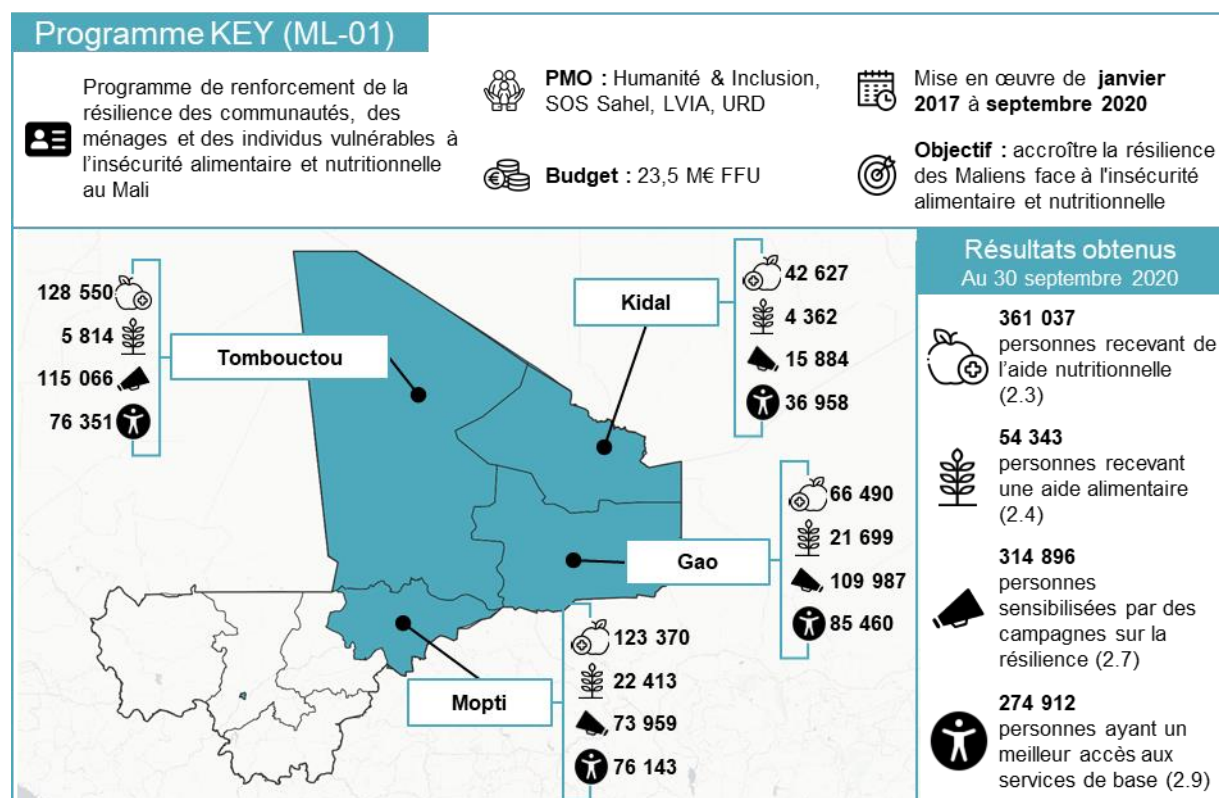 Programme KEY (ML-01)
Programme de renforcement de la
résilience des communautés, des
ménages et des individus vulnérables à
l'insécurité alimentaire et nutritionnelle
au Mali
PMO : Humanité & Inclusion,
SOS Sahel, LVIA, URD
Budget : 23,5 M€ FFU
Mise en œuvre de janvier
2017 à septembre 2020
Objectif : accroître la résilience
des Maliens face à l'insécurité
alimentaire et nutritionnelle
128 550
5 814
115 066
76 351
Tombouctou
Kidal
42 627
4 362
15 884
36 958
Gao
66 490
21 699
109 987
85 460
Mopti
123 370
22 413
73 959
76 143
Résultats obtenus
Au 30 septembre 2020
361 037
personnes recevant de
l'aide nutritionnelle
(2.3)
54 343
personnes recevant
une aide alimentaire
(2.4)
314 896
personnes
sensibilisées par des
campagnes sur la
résilience (2.7)
274 912
personnes ayant un
meilleur accès aux
services de base (2.9)